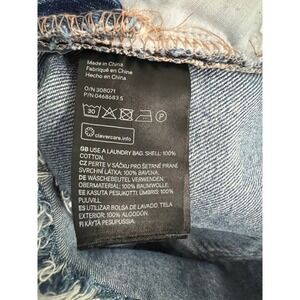 Made in China
Fabriqué en Chine
Hecho en China
O/N 308071
P/N 0468683 S
30
P
clevercare.info
GB USE A LAUNDRY BAG. SHELL: 100%
COTTON.
CZ PERTE V SÁČKU PRO ŠETRNÉ PRANÍ
SVRCHNÍ LÁTKA: 100% BAVLNA.
DE WÄSCHEBEUTEL VERWENDEN.
OBERMATERIAL: 100% BAUMWOLLE.
EE KASUTA PESUKOTTI. ÜMBRIS: 100%
PUUVILL.
ES UTILIZAR BOLSA DE LAVADO. TELA
EXTERIOR: 100% ALGODÓN.
FI KÄYTÄ PESUPUSSIA.